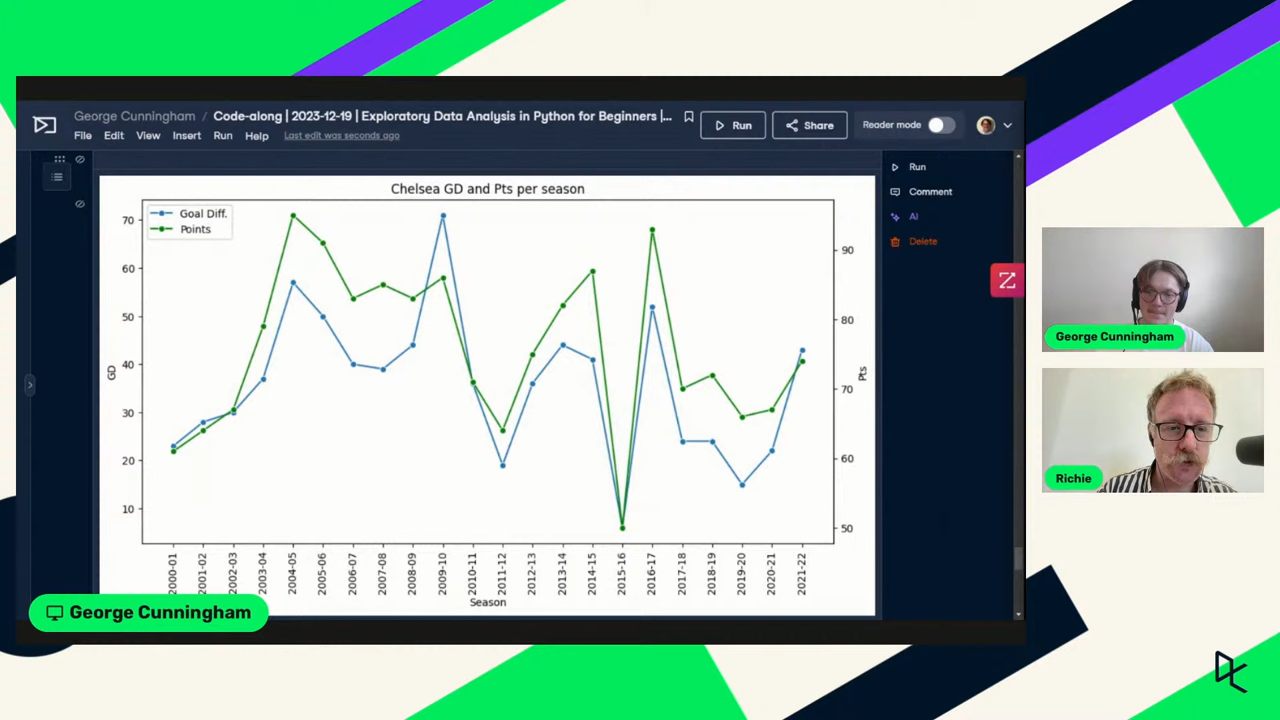 George Cunningham / Code-along | 2023-12-19 | Exploratory Data Analysis in Python for Beginners |...
Run
Share
Reader mode
File Edit View Insert Run Help Last edit was seconds ago
Run
Comment
AI
Delete
Chelsea GD and Pts per season
Goal Diff.
Points
70
60
50
40
30
20
10
GD
90
80
70
60
50
Pts
2000-01
2001-02
2002-03
2003-04
2004-05
2005-06
2006-07
2007-08
2008-09
2009-10
2010-11
2011-12
2012-13
2013-14
2014-15
2015-16
2016-17
2017-18
2018-19
2019-20
2020-21
2021-22
Season
George Cunningham
George Cunningham
Richie